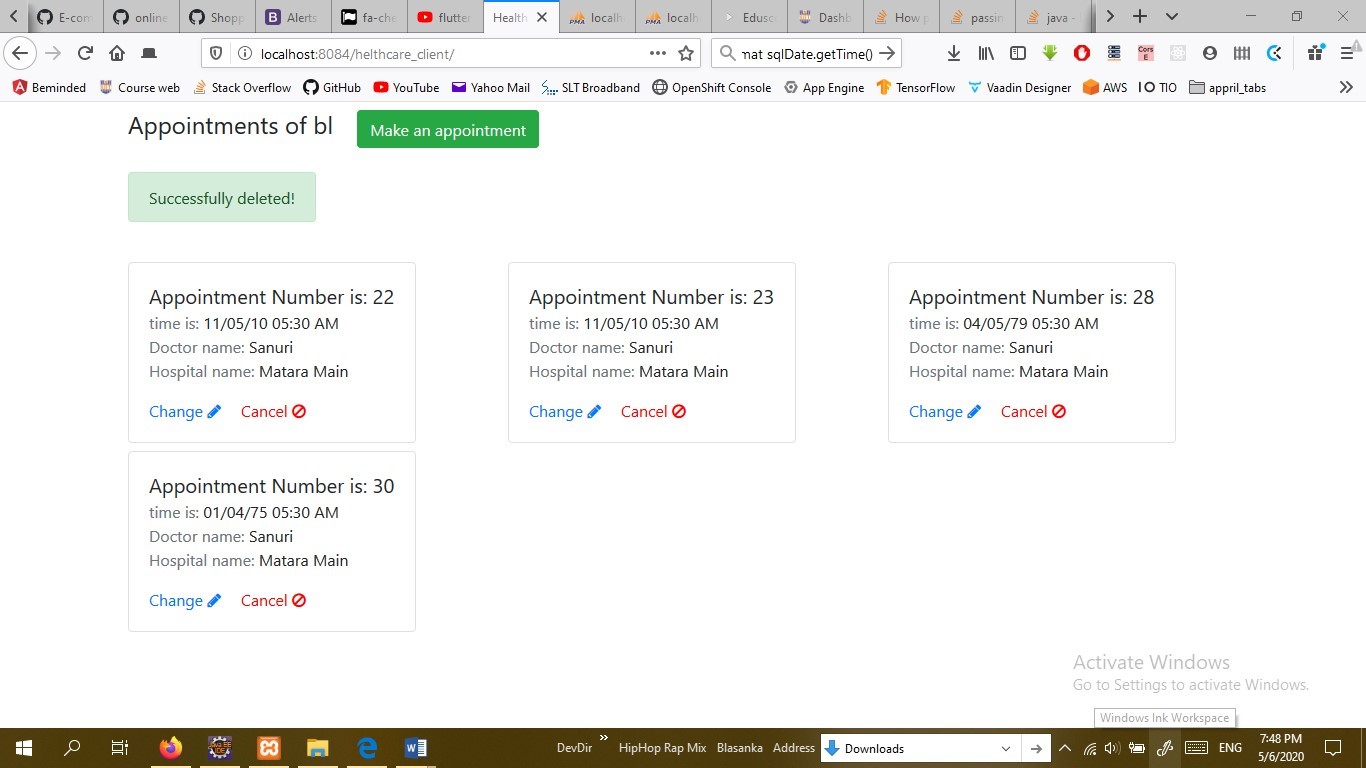 E-com
online
Shopp
Alerts
fa-che
flutter
Health
localh
localh
Eduscc
Dashb
How p
passin
java -
localhost:8084/helthcare_client/
mat sqlDate.getTime()
Beminded
Course web
Stack Overflow
GitHub
YouTube
Yahoo Mail
SLT Broadband
OpenShift Console
App Engine
TensorFlow
Vaadin Designer
AWS
TIO
appril_tabs
Appointments of bl
Make an appointment
Successfully deleted!
Appointment Number is: 22
time is: 11/05/10 05:30 AM
Doctor name: Sanuri
Hospital name: Matara Main
Change Cancel
Appointment Number is: 23
time is: 11/05/10 05:30 AM
Doctor name: Sanuri
Hospital name: Matara Main
Change Cancel
Appointment Number is: 28
time is: 04/05/79 05:30 AM
Doctor name: Sanuri
Hospital name: Matara Main
Change Cancel
Appointment Number is: 30
time is: 01/04/75 05:30 AM
Doctor name: Sanuri
Hospital name: Matara Main
Change Cancel
Activate Windows
Go to Settings to activate Windows.
Windows Ink Workspace
DevDir
HipHop Rap Mix
Blasanka
Address
Downloads
ENG
7:48 PM
5/6/2020